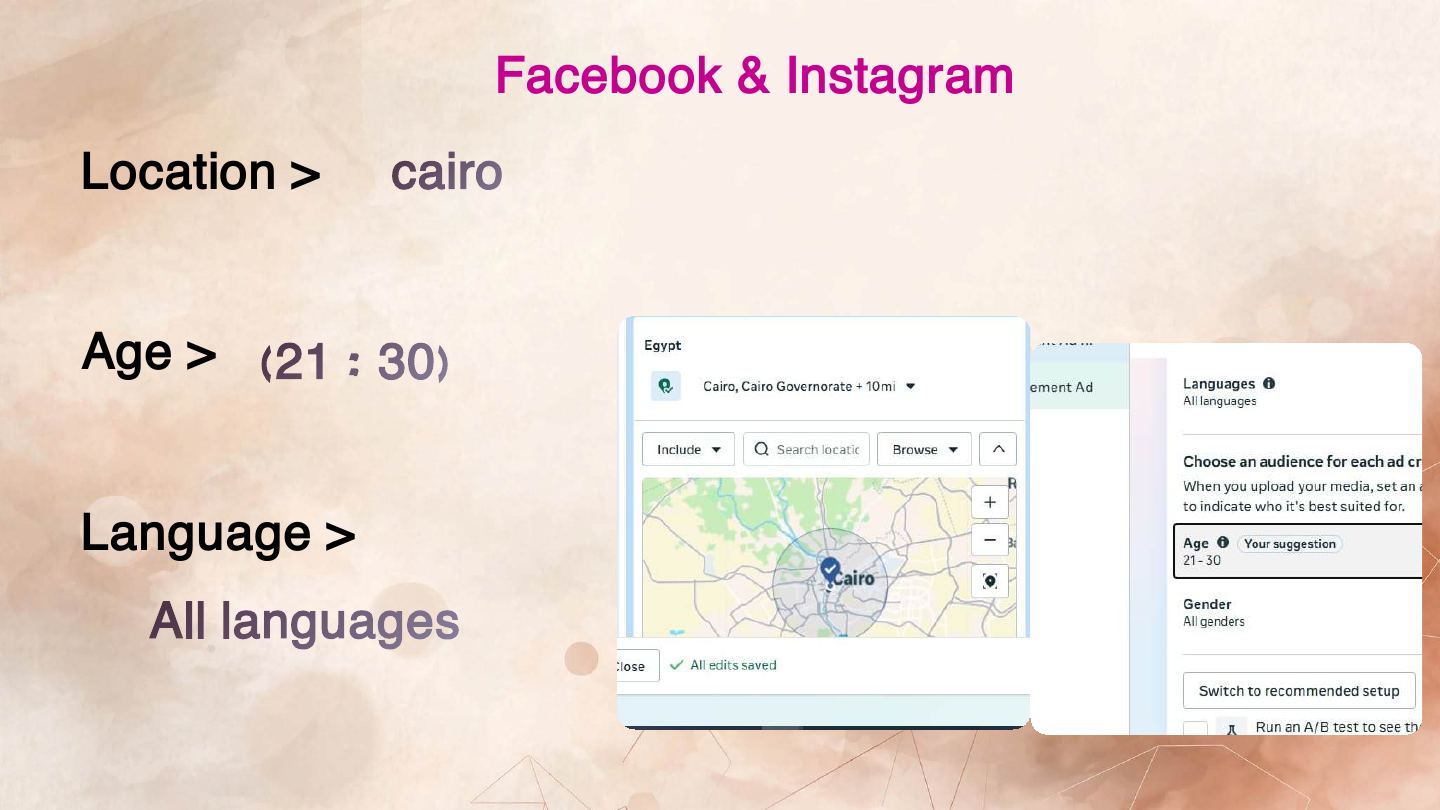 Facebook & Instagram
Location > cairo
Age > (21 : 30)
Language >
All languages
Egypt
Cairo, Cairo Governorate + 10mi
Include
Search locatic
Browse
Cairo
Close
All edits saved
ement Ad
Languages
All languages
Choose an audience for each ad cr
When you upload your media, set an a
to indicate who it's best suited for.
Age Your suggestion
21 - 30
Gender
All genders
Switch to recommended setup
Run an A/B test to see th